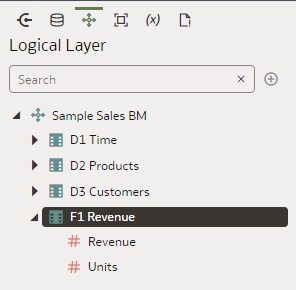 (x)
Logical Layer
Search
Sample Sales BM
D1 Time
D2 Products
D3 Customers
F1 Revenue
# Revenue
# Units